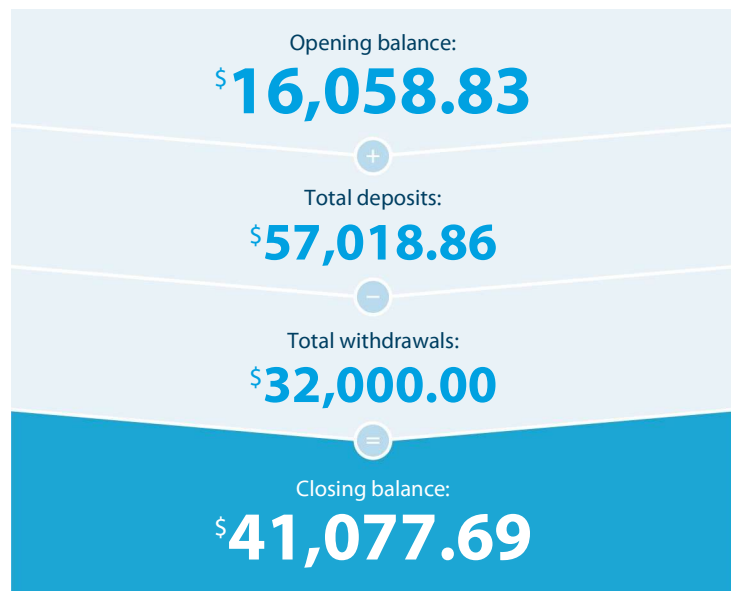 Opening balance:
$16,058.83
+
Total deposits:
$57,018.86
−
Total withdrawals:
$32,000.00
=
Closing balance:
$41,077.69